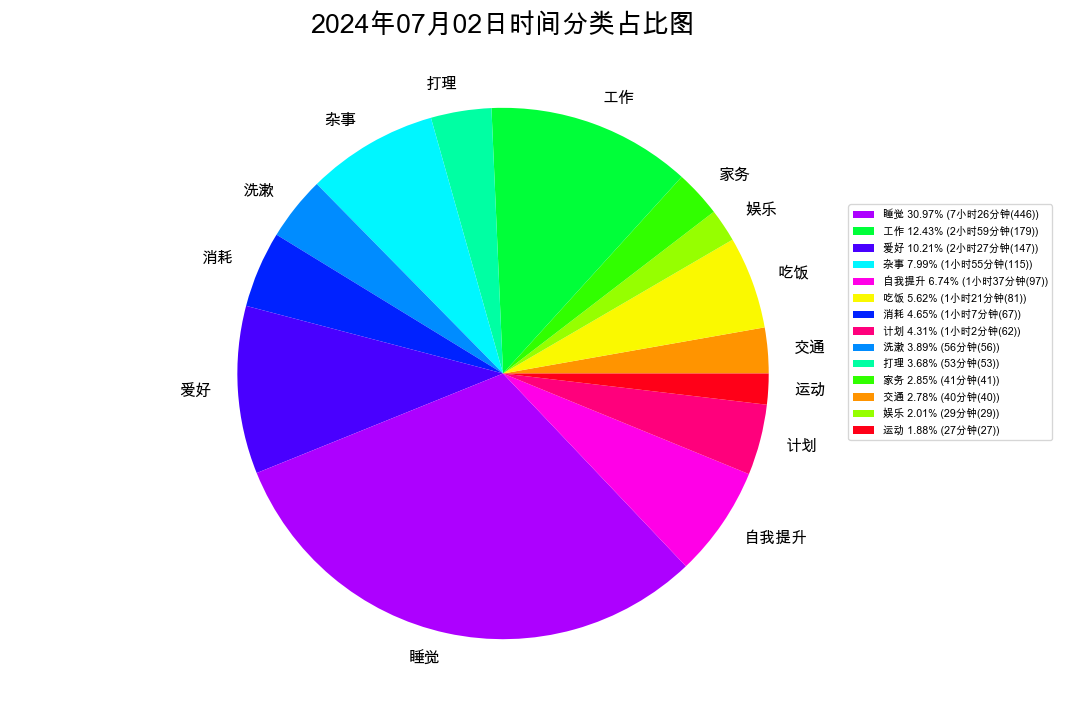 2024年07月02日时间分类占比图
打理
工作
杂事
家务
洗漱
娱乐
消耗
吃饭
交通
爱好
运动
计划
自我提升
睡觉
睡觉 30.97% (7小时26分钟(446))
工作 12.43% (2小时59分钟(179))
爱好 10.21% (2小时27分钟(147))
杂事 7.99% (1小时55分钟(115))
自我提升 6.74% (1小时37分钟(97))
吃饭 5.62% (1小时21分钟(81))
消耗 4.65% (1小时7分钟(67))
计划 4.31% (1小时2分钟(62))
洗漱 3.89% (56分钟(56))
打理 3.68% (53分钟(53))
家务 2.85% (41分钟(41))
交通 2.78% (40分钟(40))
娱乐 2.01% (29分钟(29))
运动 1.88% (27分钟(27))